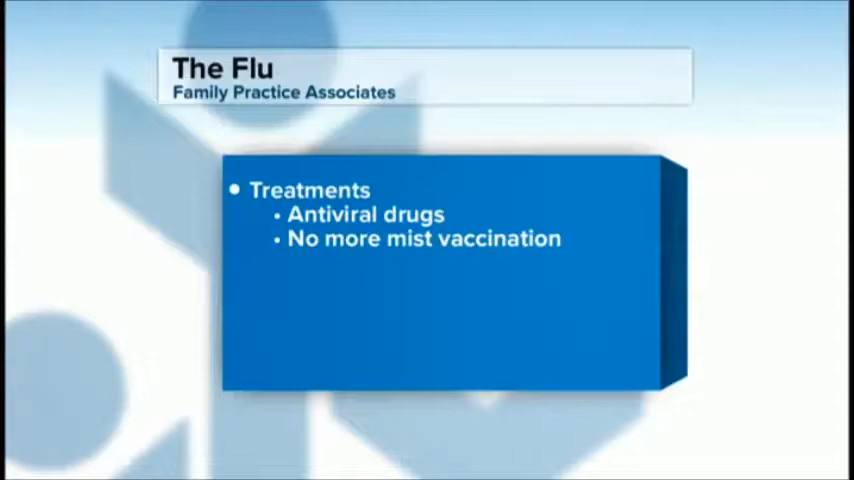 The Flu
Family Practice Associates
• Treatments
• Antiviral drugs
• No more mist vaccination